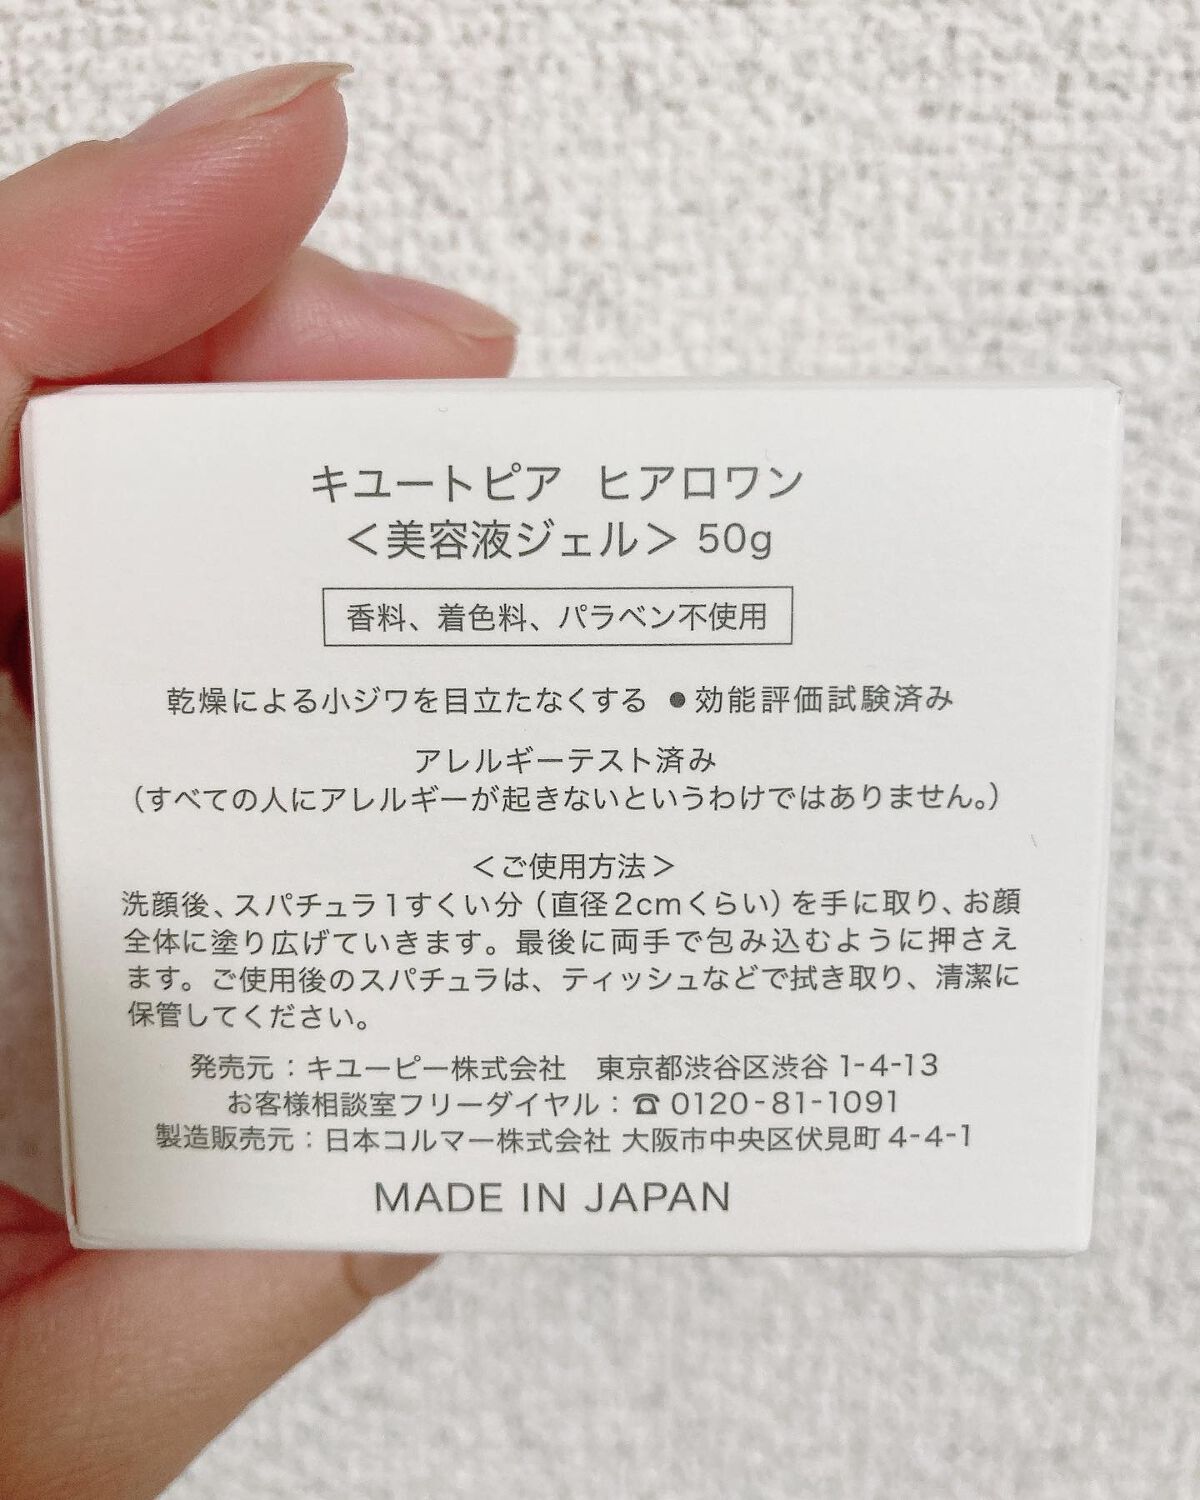 キユートピア ヒアロワン
＜美容液ジェル＞ 50g
香料、着色料、パラベン不使用
乾燥による小ジワを目立たなくする ●効能評価試験済み
アレルギーテスト済み
（すべての人にアレルギーが起きないというわけではありません。）
＜ご使用方法＞
洗顔後、スパチュラ1すくい分（直径2cmくらい）を手に取り、お顔
全体に塗り広げていきます。最後に両手で包み込むように押さえ
ます。ご使用後のスパチュラは、ティッシュなどで拭き取り、清潔に
保管してください。
発売元：キユーピー株式会社 東京都渋谷区渋谷 1-4-13
お客様相談室フリーダイヤル：☎ 0120-81-1091
製造販売元：日本コルマー株式会社 大阪市中央区伏見町 4-4-1
MADE IN JAPAN